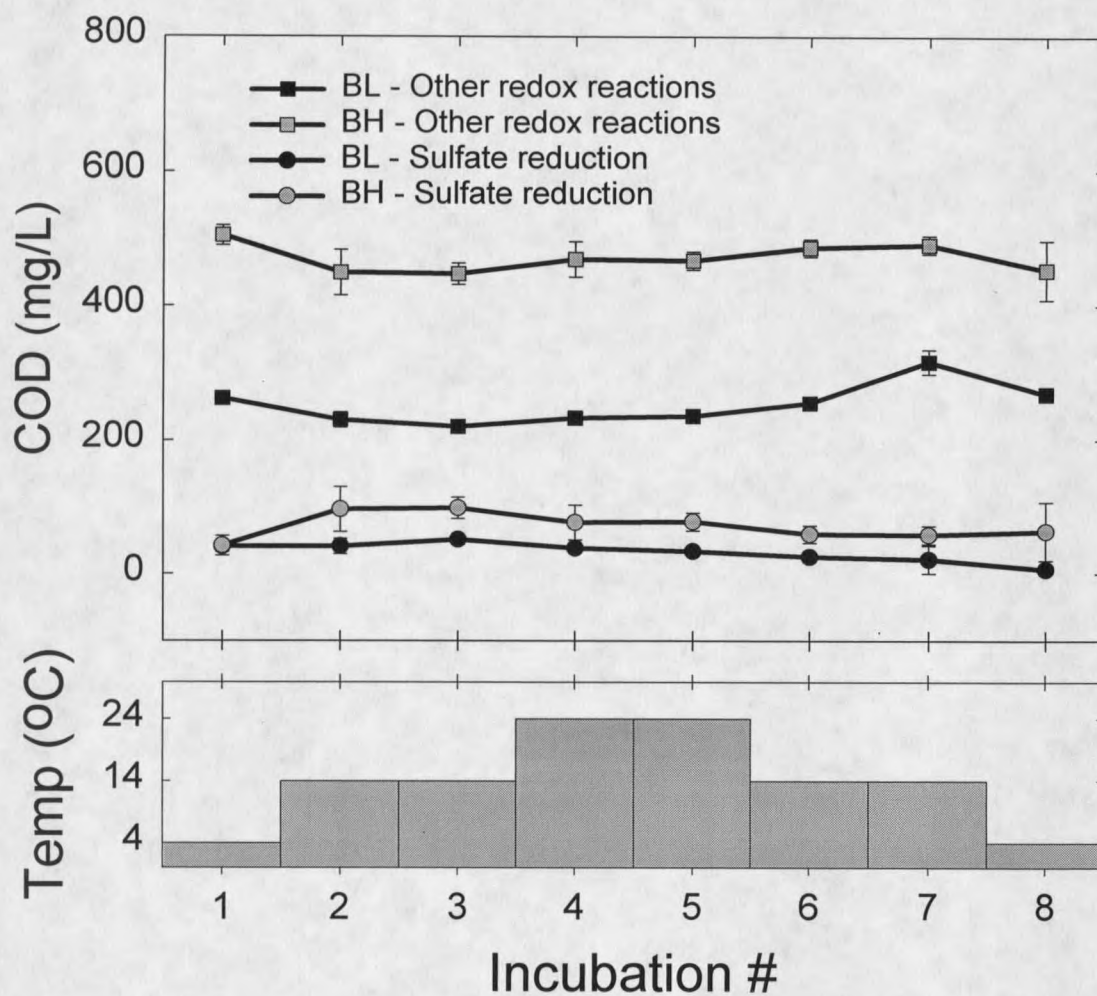 800
600
400
200
0
COD (mg/L)
BL - Other redox reactions
BH - Other redox reactions
BL - Sulfate reduction
BH - Sulfate reduction
24
14
4
Temp (oC)
1 2 3 4 5 6 7 8
Incubation #